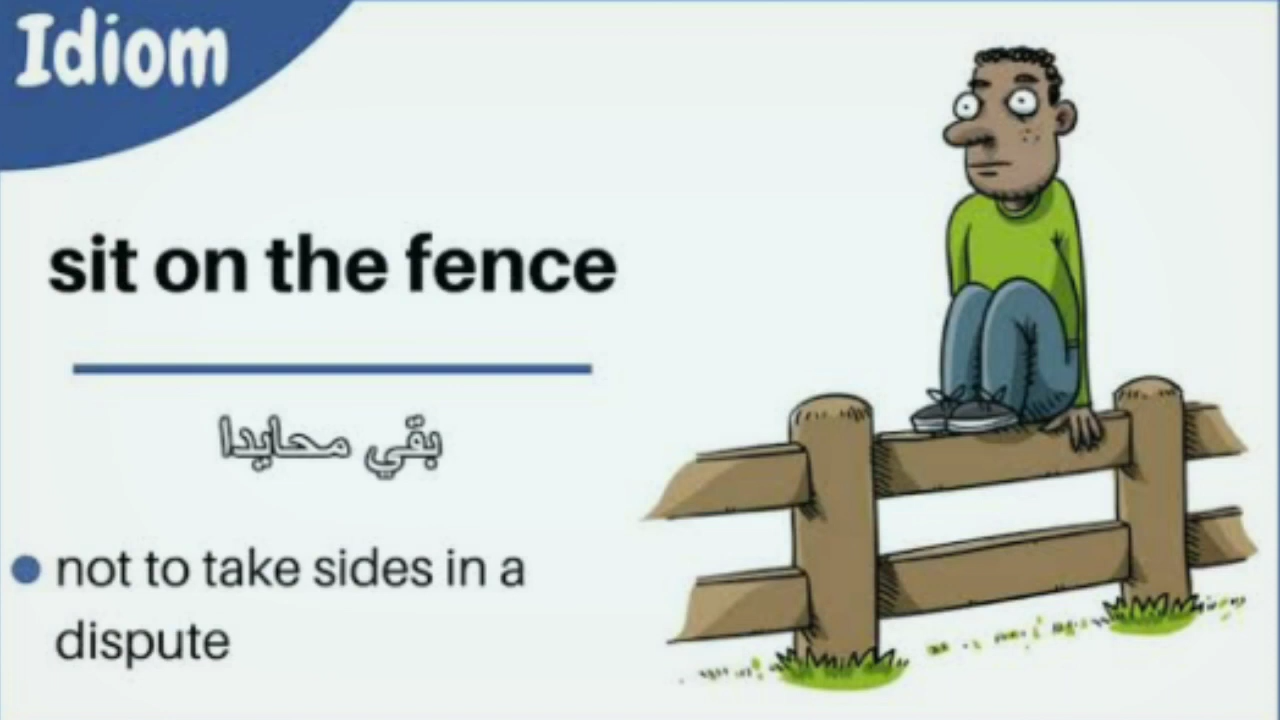 Idiom
sit on the fence
بقي محايدا
not to take sides in a
dispute